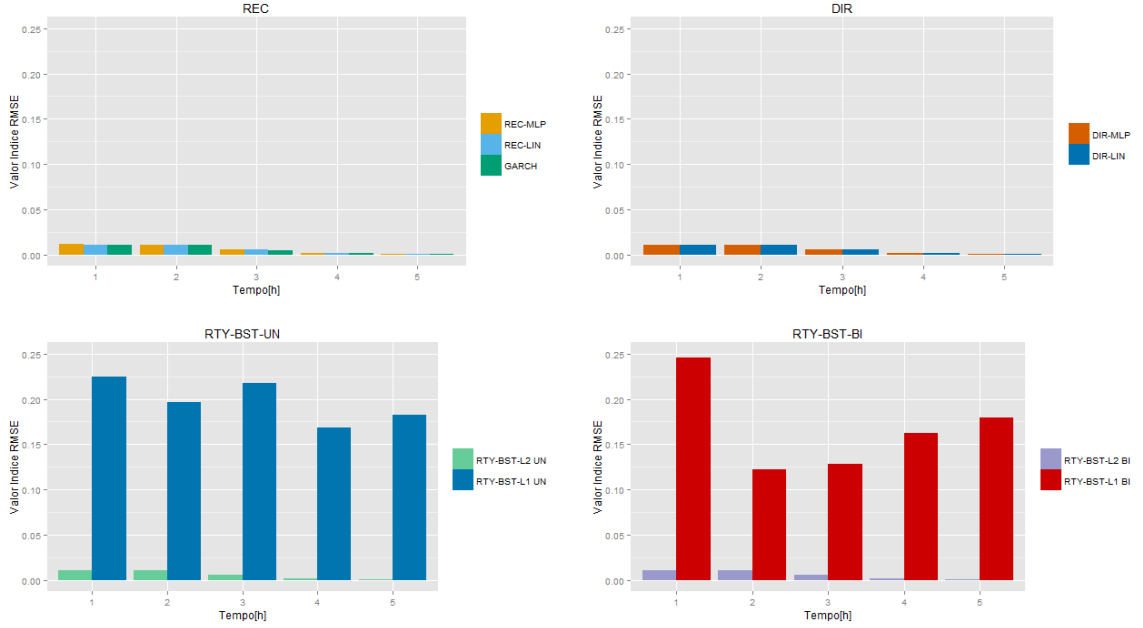 REC
0.25
0.20
0.15
0.10
0.05
0.00
Valor Indice RMSE
1 2 3 4 5
Tempo[h]
REC-MLP
REC-LIN
GARCH
DIR
0.25
0.20
0.15
0.10
0.05
0.00
Valor Indice RMSE
1 2 3 4 5
Tempo[h]
DIR-MLP
DIR-LIN
RTY-BST-UN
0.25
0.20
0.15
0.10
0.05
0.00
Valor Indice RMSE
1 2 3 4 5
Tempo[h]
RTY-BST-L2 UN
RTY-BST-L1 UN
RTY-BST-BI
0.25
0.20
0.15
0.10
0.05
0.00
Valor Indice RMSE
1 2 3 4 5
Tempo[h]
RTY-BST-L2 BI
RTY-BST-L1 BI